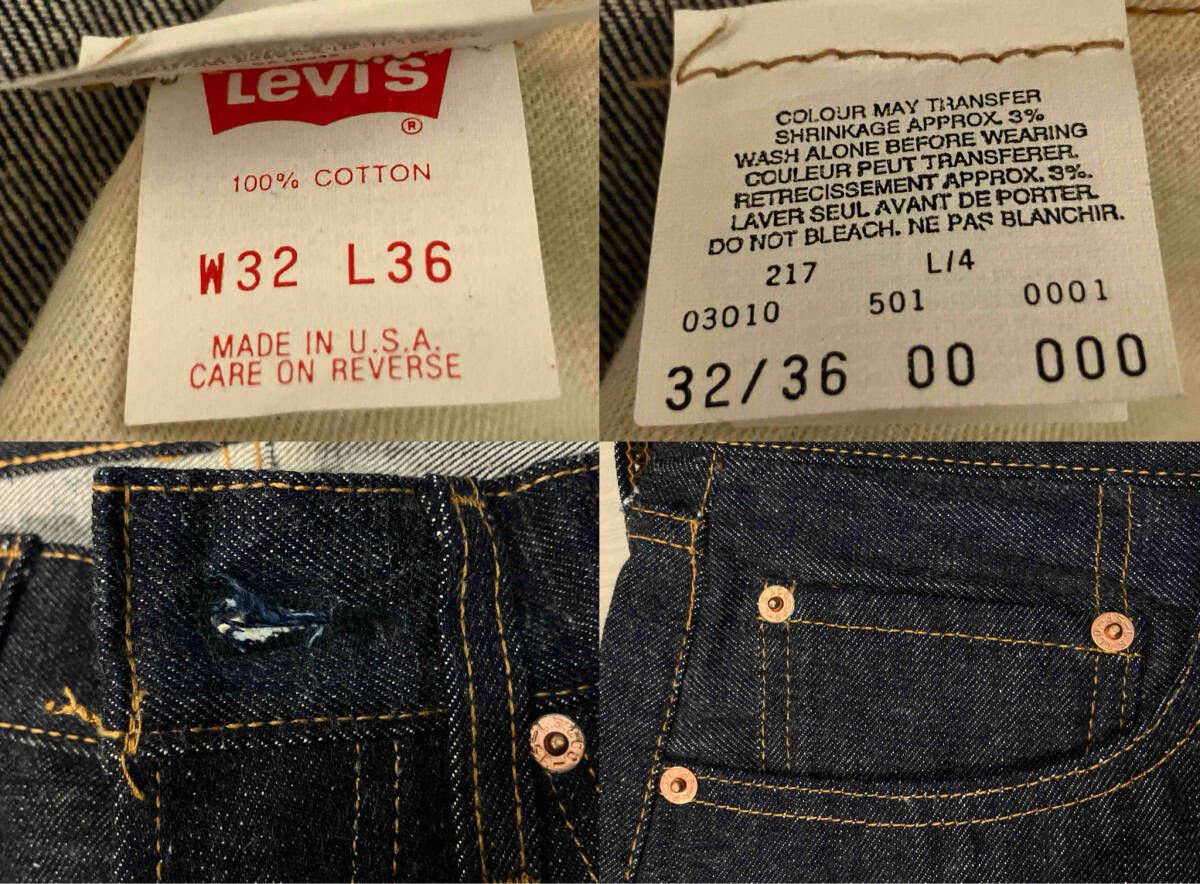 Levi's
®
100% COTTON
W32 L36
MADE IN U.S.A.
CARE ON REVERSE
COLOUR MAY TRANSFER
SHRINKAGE APPROX. 3%
WASH ALONE BEFORE WEARING
COULEUR PEUT TRANSFERER.
RETRECISSEMENT APPROX. 3%.
LAVER SEUL AVANT DE PORTER.
DO NOT BLEACH. NE PAS BLANCHIR.
217 L/4
03010 501 0001
32/36 00 000